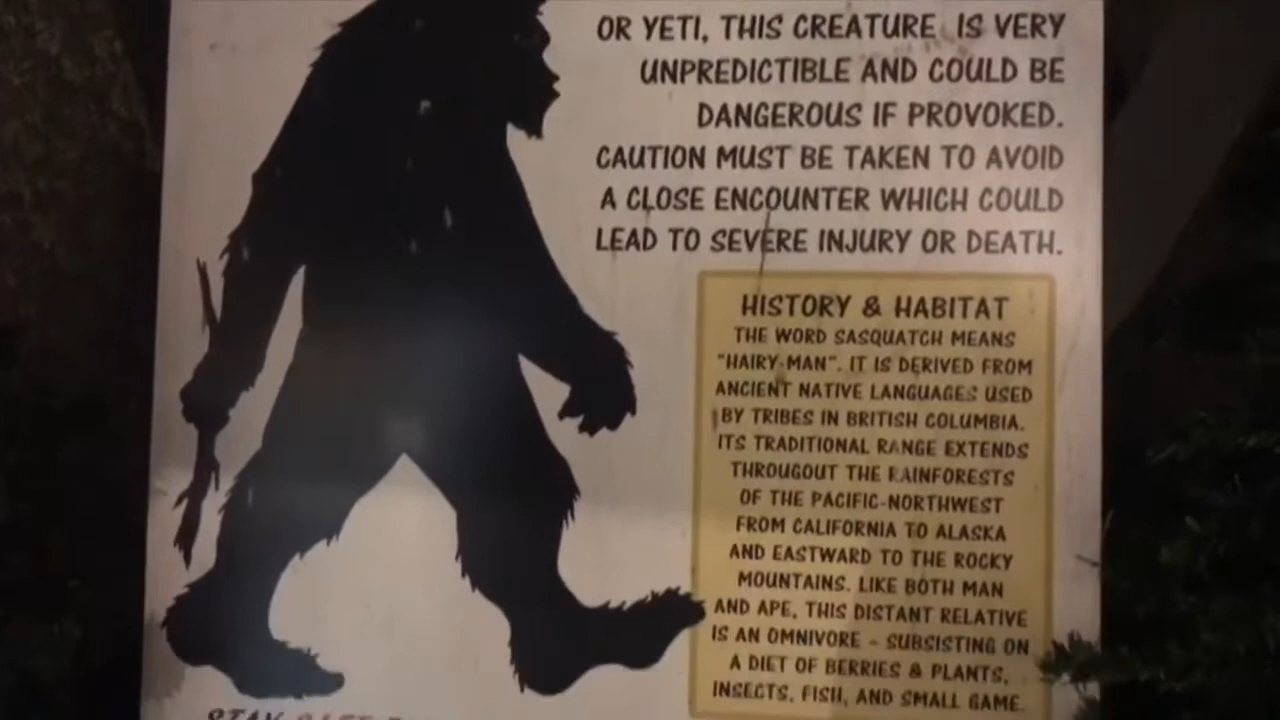 OR YETI, THIS CREATURE IS VERY
UNPREDICTIBLE AND COULD BE
DANGEROUS IF PROVOKED.
CAUTION MUST BE TAKEN TO AVOID
A CLOSE ENCOUNTER WHICH COULD
LEAD TO SEVERE INJURY OR DEATH.
HISTORY & HABITAT
THE WORD SASQUATCH MEANS
"HAIRY-MAN". IT IS DERIVED FROM
ANCIENT NATIVE LANGUAGES USED
BY TRIBES IN BRITISH COLUMBIA.
ITS TRADITIONAL RANGE EXTENDS
THROUGOUT THE RAINFORESTS
OF THE PACIFIC-NORTHWEST
FROM CALIFORNIA TO ALASKA
AND EASTWARD TO THE ROCKY
MOUNTAINS. LIKE BOTH MAN
AND APE, THIS DISTANT RELATIVE
IS AN OMNIVORE - SUBSISTING ON
A DIET OF BERRIES & PLANTS,
INSECTS, FISH, AND SMALL GAME.
STAY SAFE